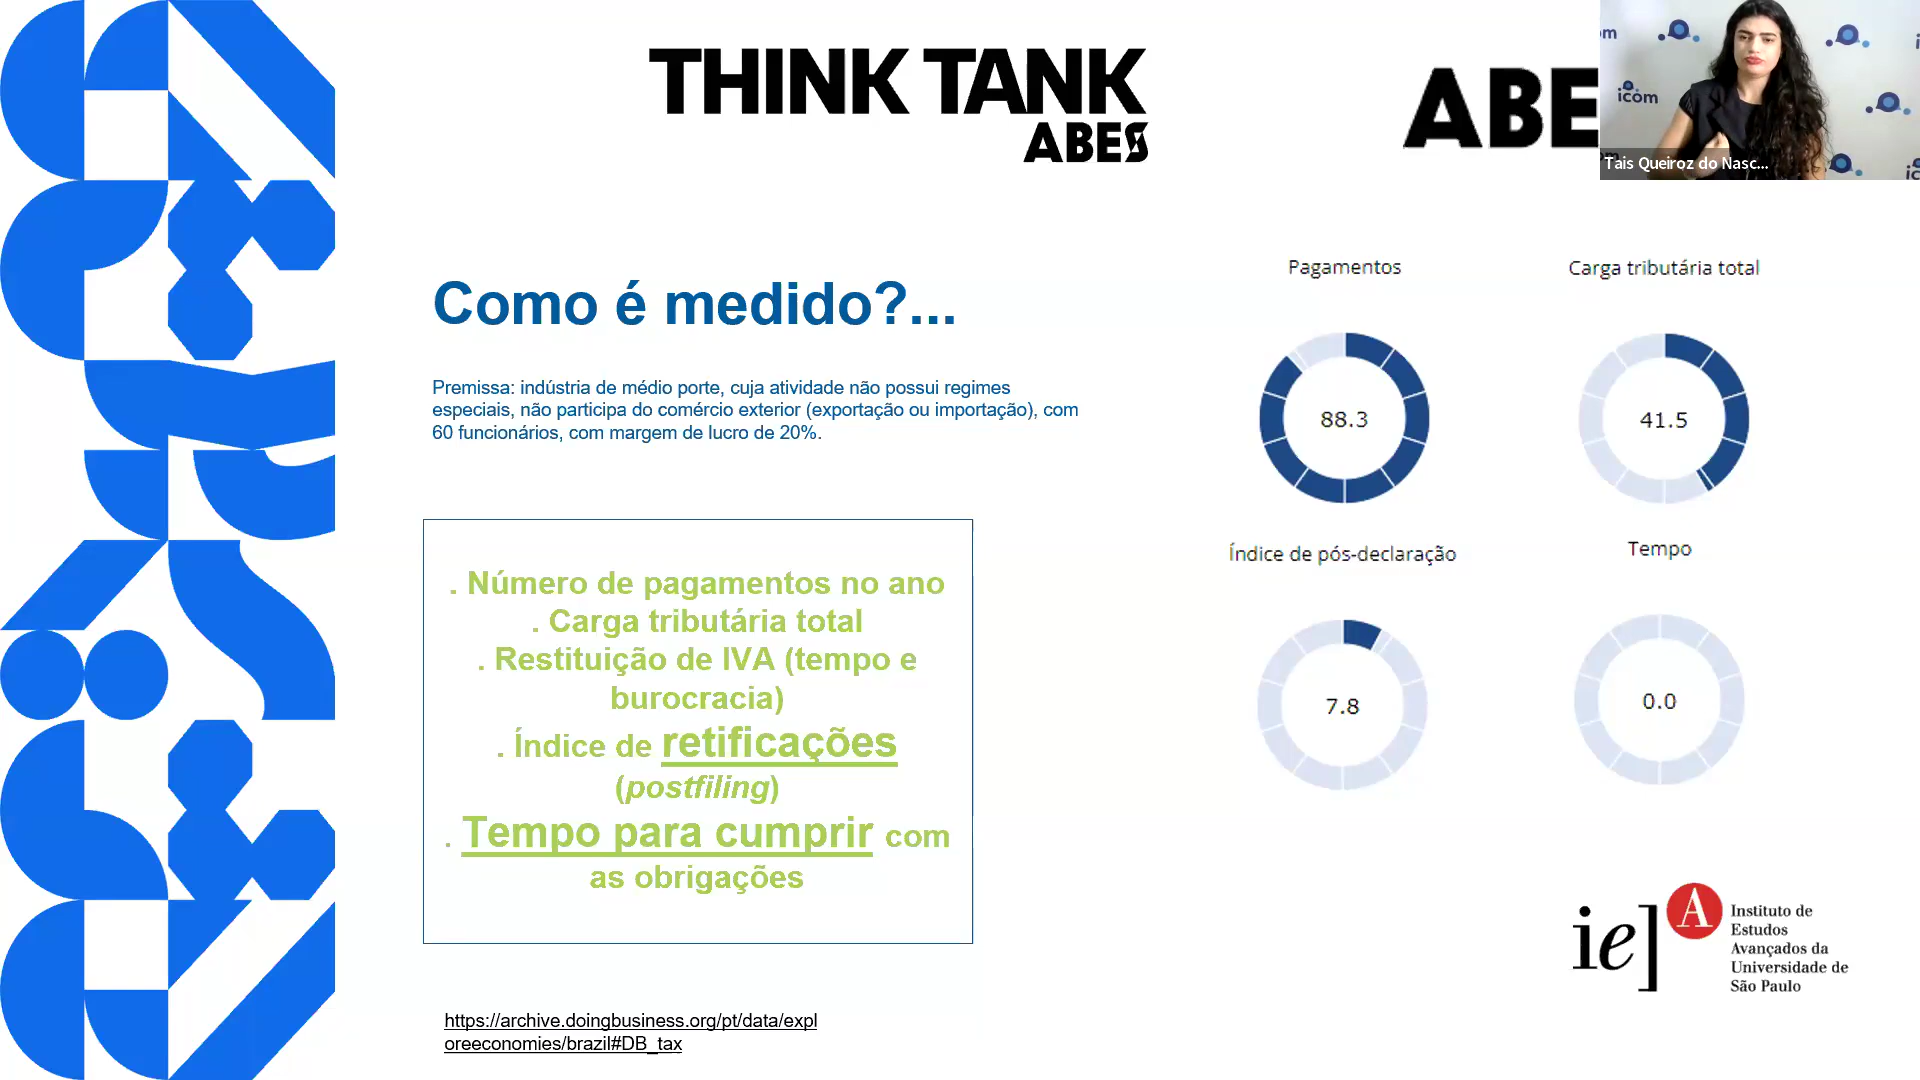 THINK TANK
ABES
ABE
icom
Tais Queiroz do Nasc...
Como é medido?...
Premissa: indústria de médio porte, cuja atividade não possui regimes
especiais, não participa do comércio exterior (exportação ou importação), com
60 funcionários, com margem de lucro de 20%.
. Número de pagamentos no ano
. Carga tributária total
. Restituição de IVA (tempo e
burocracia)
. Índice de retificações
(postfiling)
. Tempo para cumprir com
as obrigações
https://archive.doingbusiness.org/pt/data/expl
oreeconomies/brazil#DB_tax
Pagamentos
88.3
Carga tributária total
41.5
Índice de pós-declaração
7.8
Tempo
0.0
ie] A
Instituto de
Estudos
Avançados da
Universidade de
São Paulo